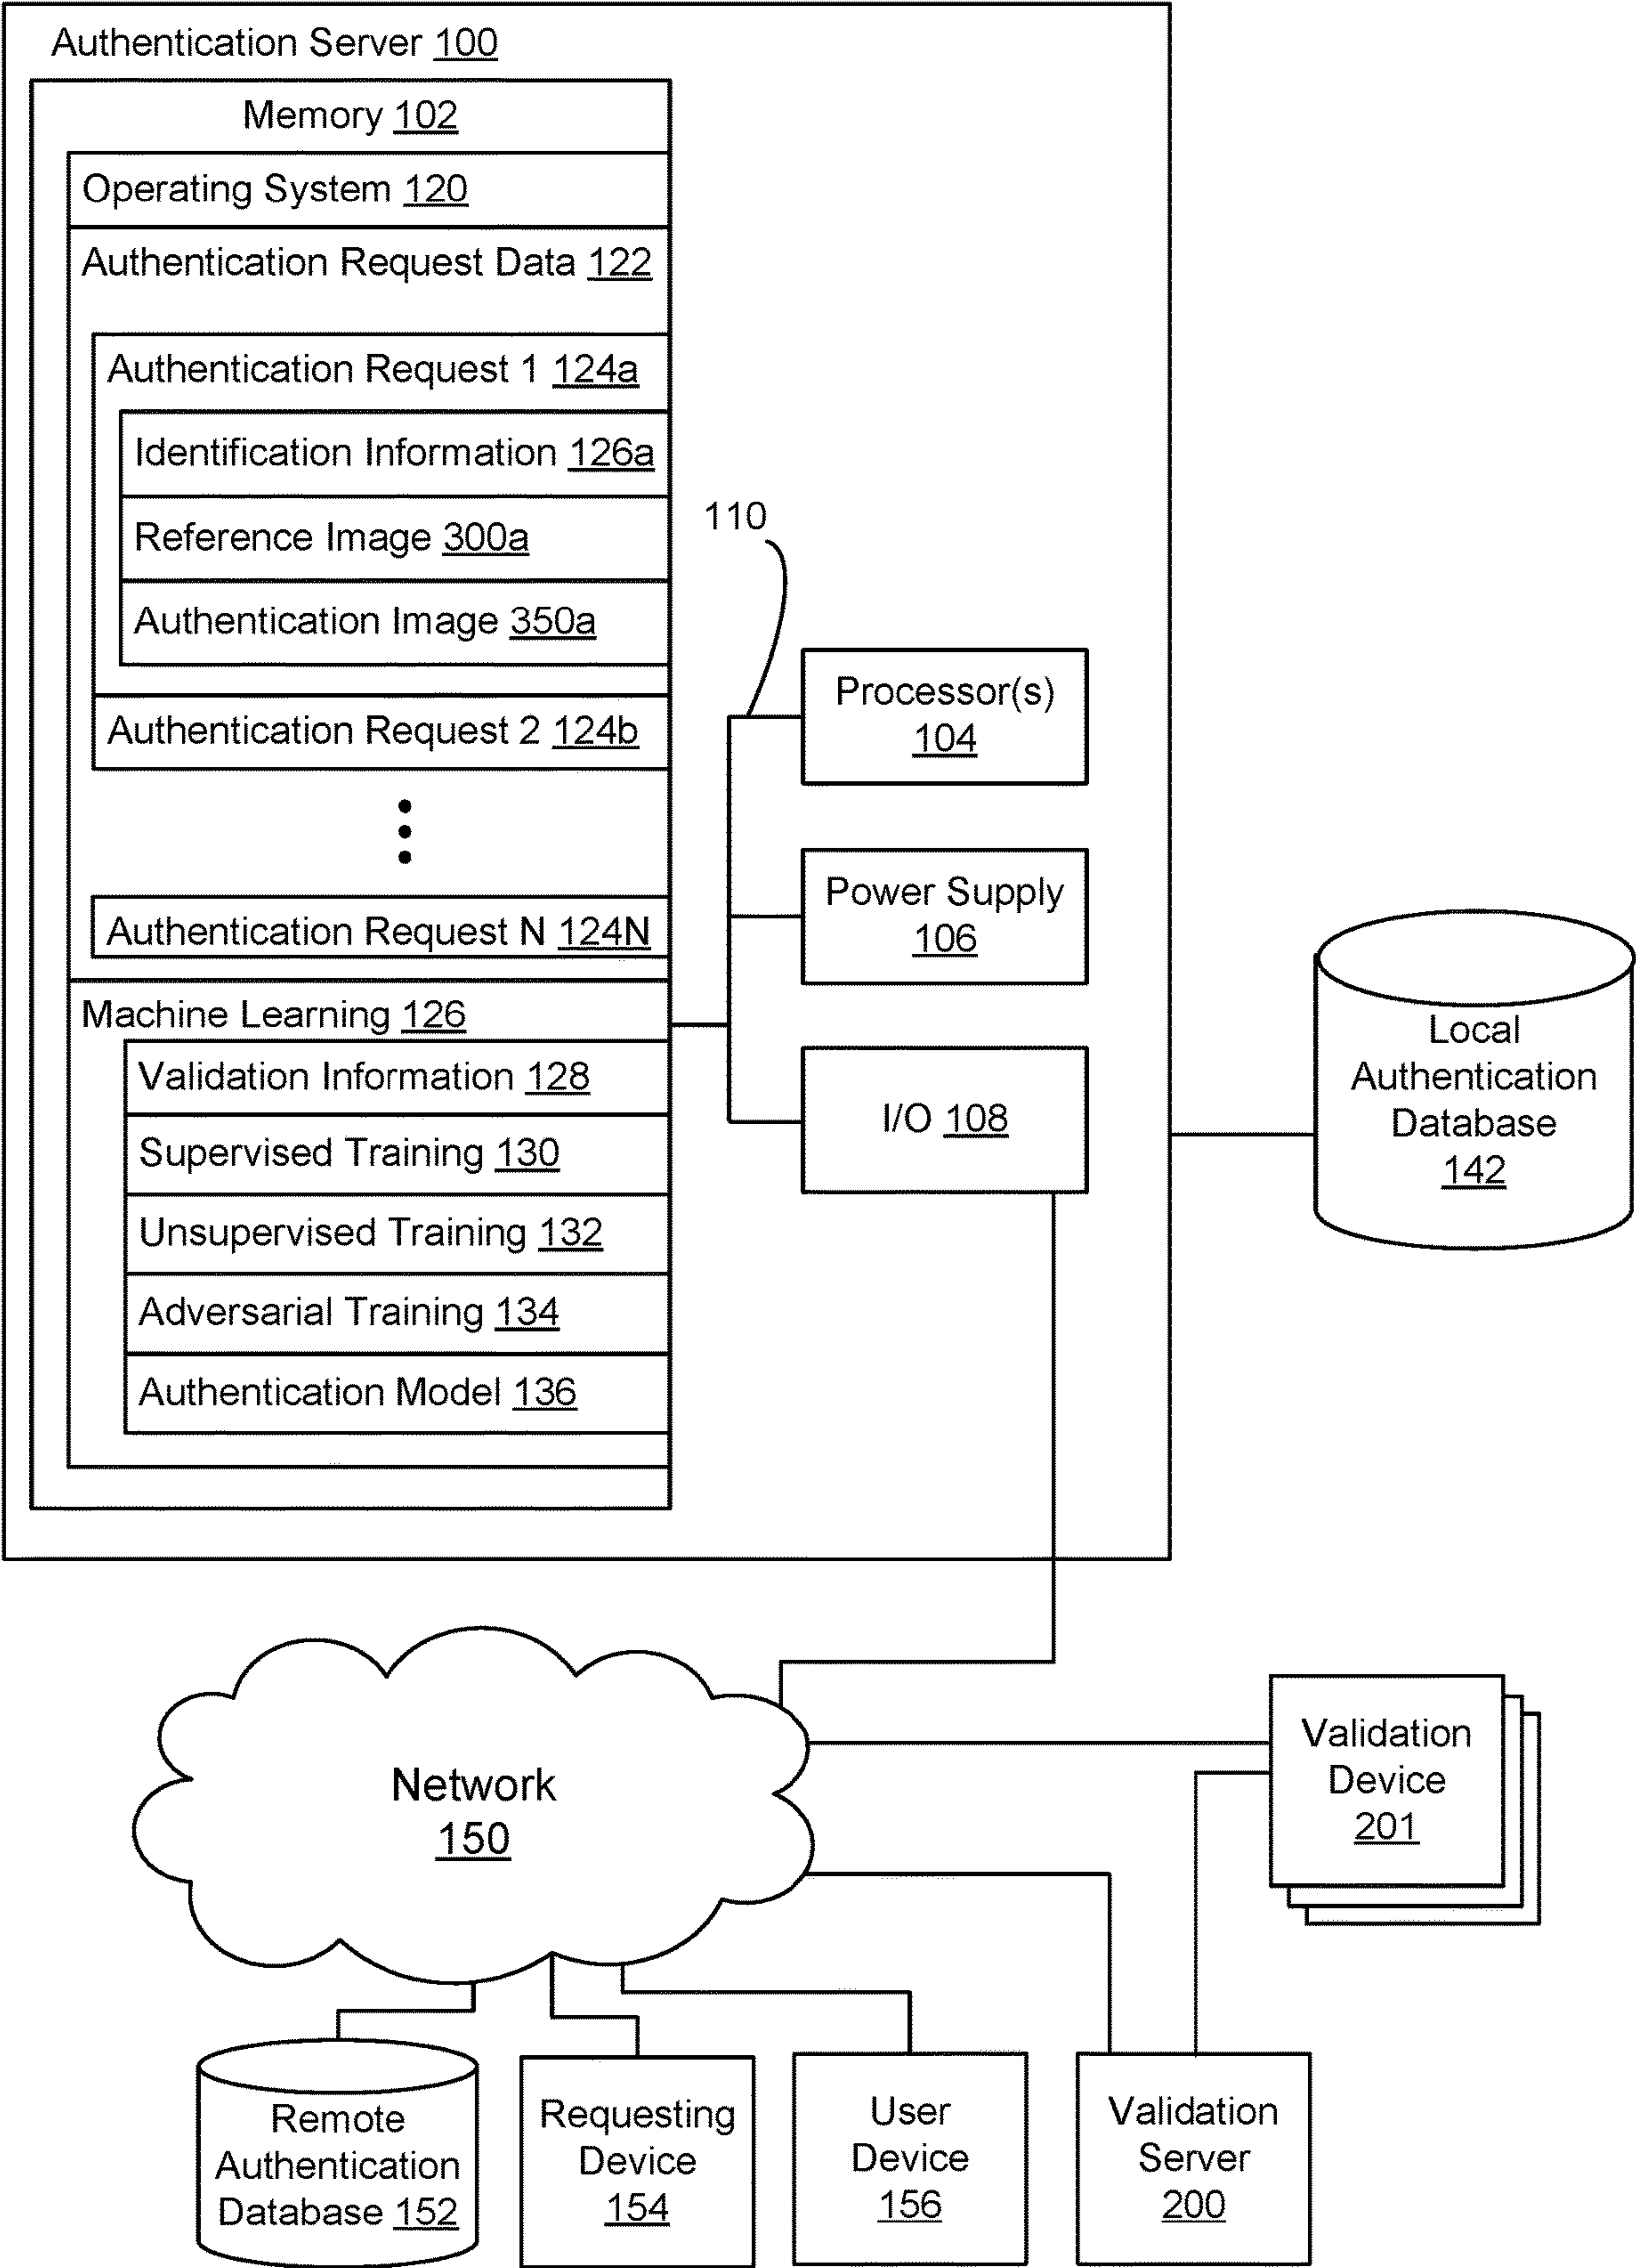 Authentication Server 100
Memory 102
Operating System 120
Authentication Request Data 122
Authentication Request 1 124a
Identification Information 126a
Reference Image 300a
Authentication Image 350a
Authentication Request 2 124b
Authentication Request N 124N
Machine Learning 126
Validation Information 128
Supervised Training 130
Unsupervised Training 132
Adversarial Training 134
Authentication Model 136
110
Processor(s)
104
Power Supply
106
I/O 108
Local
Authentication
Database
142
Network
150
Validation
Device
201
Remote
Authentication
Database 152
Requesting
Device
154
User
Device
156
Validation
Server
200